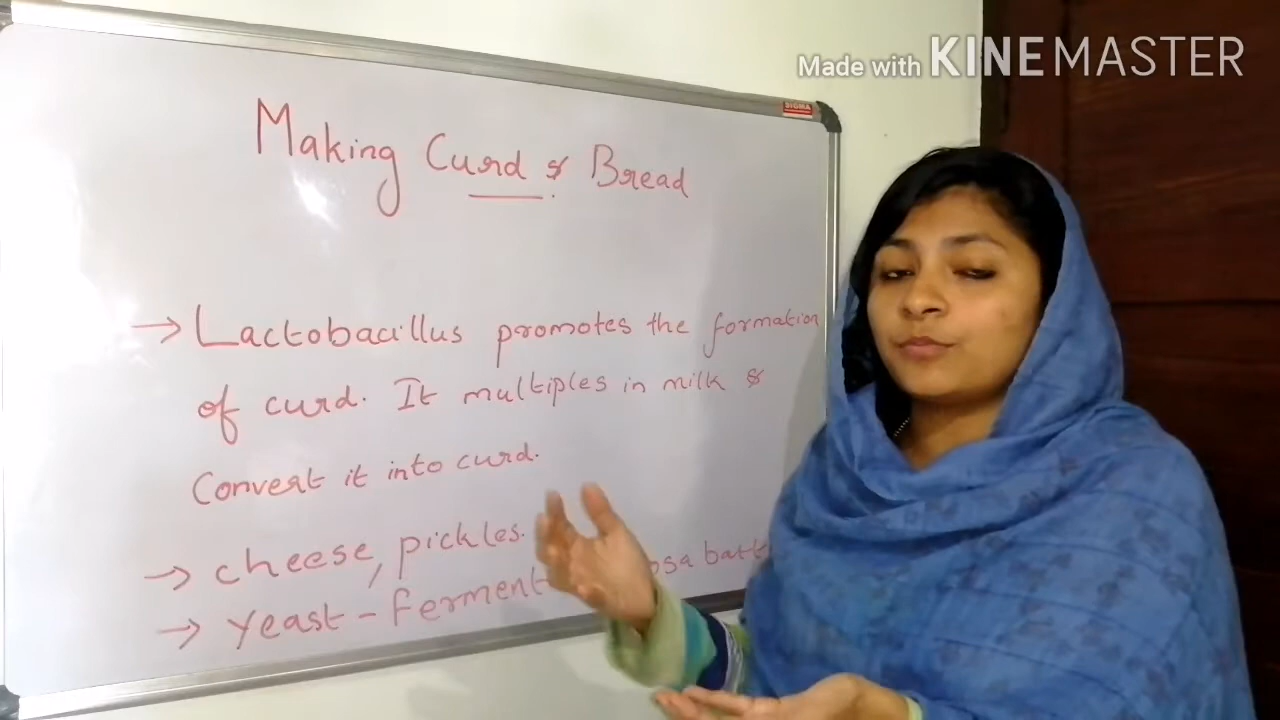 Made with KINEMASTER
SIGMA
Making Curd & Bread
→ Lactobacillus promotes the formation
of curd. It multiples in milk &
Convert it into curd.
→ cheese, pickles.
→ Yeast - Ferment